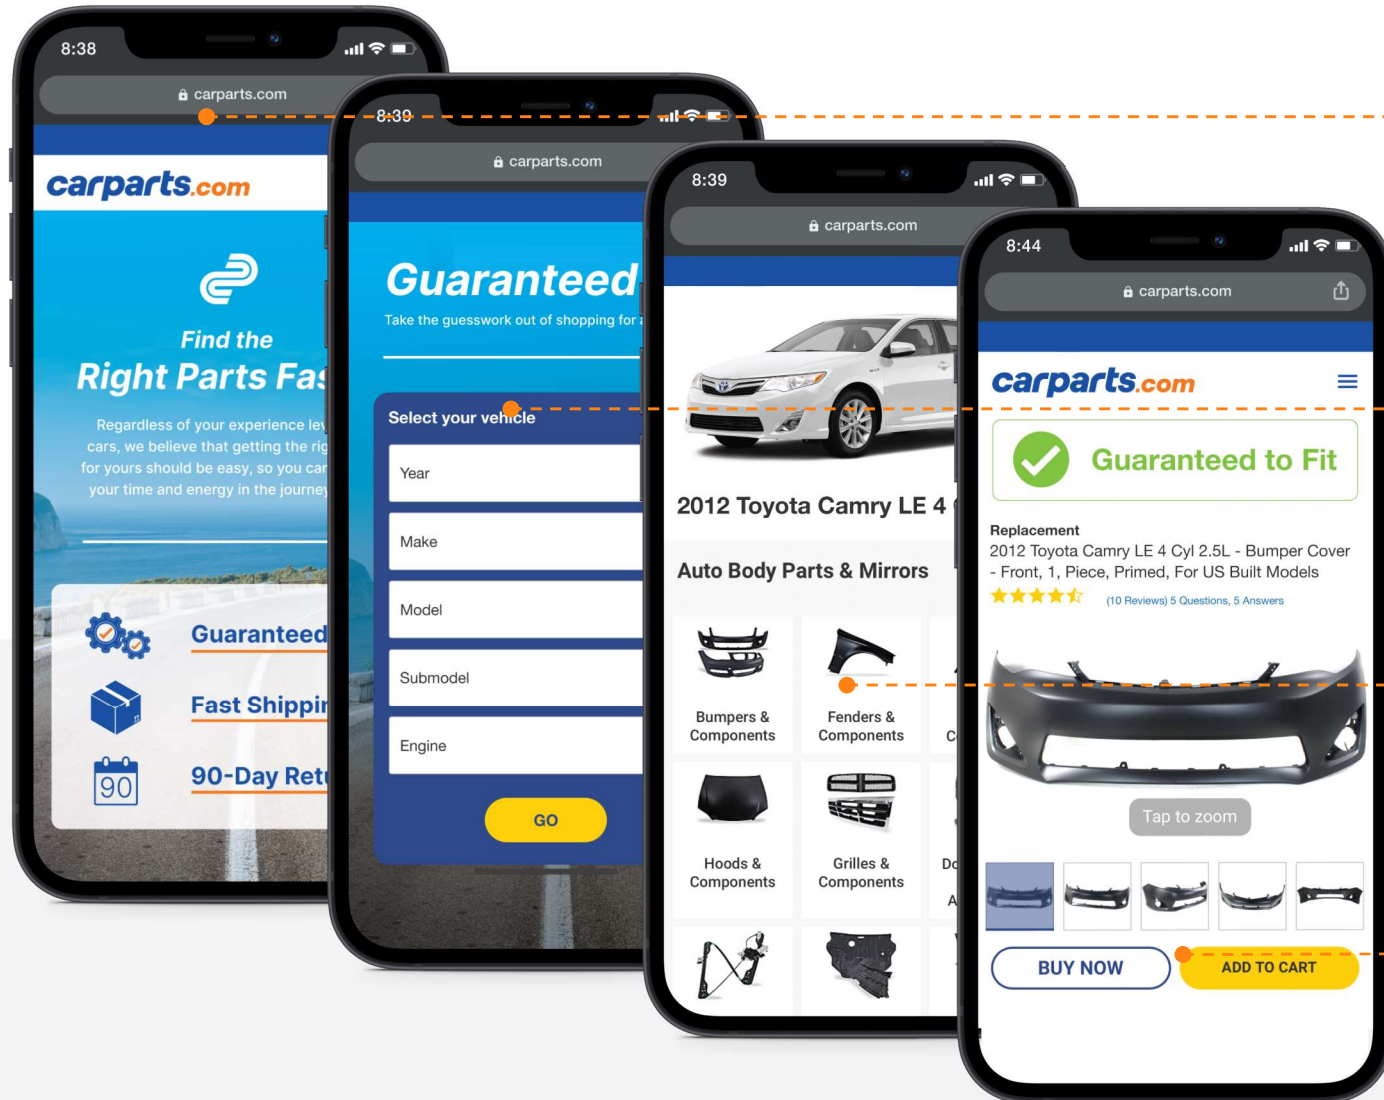 8:38
carparts.com
carparts.com
Find the
Right Parts Fas
Regardless of your experience lev
cars, we believe that getting the rig
for yours should be easy, so you can
your time and energy in the journey
Guaranteed
Fast Shippin
90
90-Day Retu
8:39
carparts.com
Guaranteed
Take the guesswork out of shopping for a
Select your vehicle
Year
Make
Model
Submodel
Engine
GO
8:39
carparts.com
2012 Toyota Camry LE 4
Auto Body Parts & Mirrors
Bumpers &
Components
Fenders &
Components
C
Hoods &
Components
Grilles &
Components
Do
A
8:44
carparts.com
carparts.com
Guaranteed to Fit
Replacement
2012 Toyota Camry LE 4 Cyl 2.5L - Bumper Cover
- Front, 1, Piece, Primed, For US Built Models
(10 Reviews) 5 Questions, 5 Answers
Tap to zoom
BUY NOW
ADD TO CART